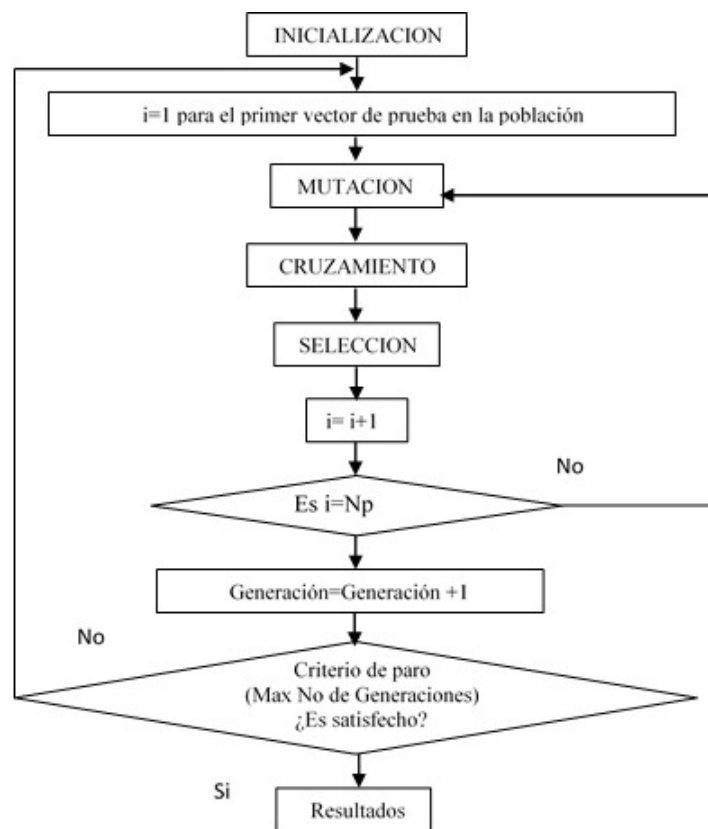 INICIALIZACION
i=1 para el primer vector de prueba en la población
MUTACION
CRUZAMIENTO
SELECCION
i= i+1
No
Es i=Np
Generación=Generación +1
No
Criterio de paro
(Max No de Generaciones)
¿Es satisfecho?
Si
Resultados